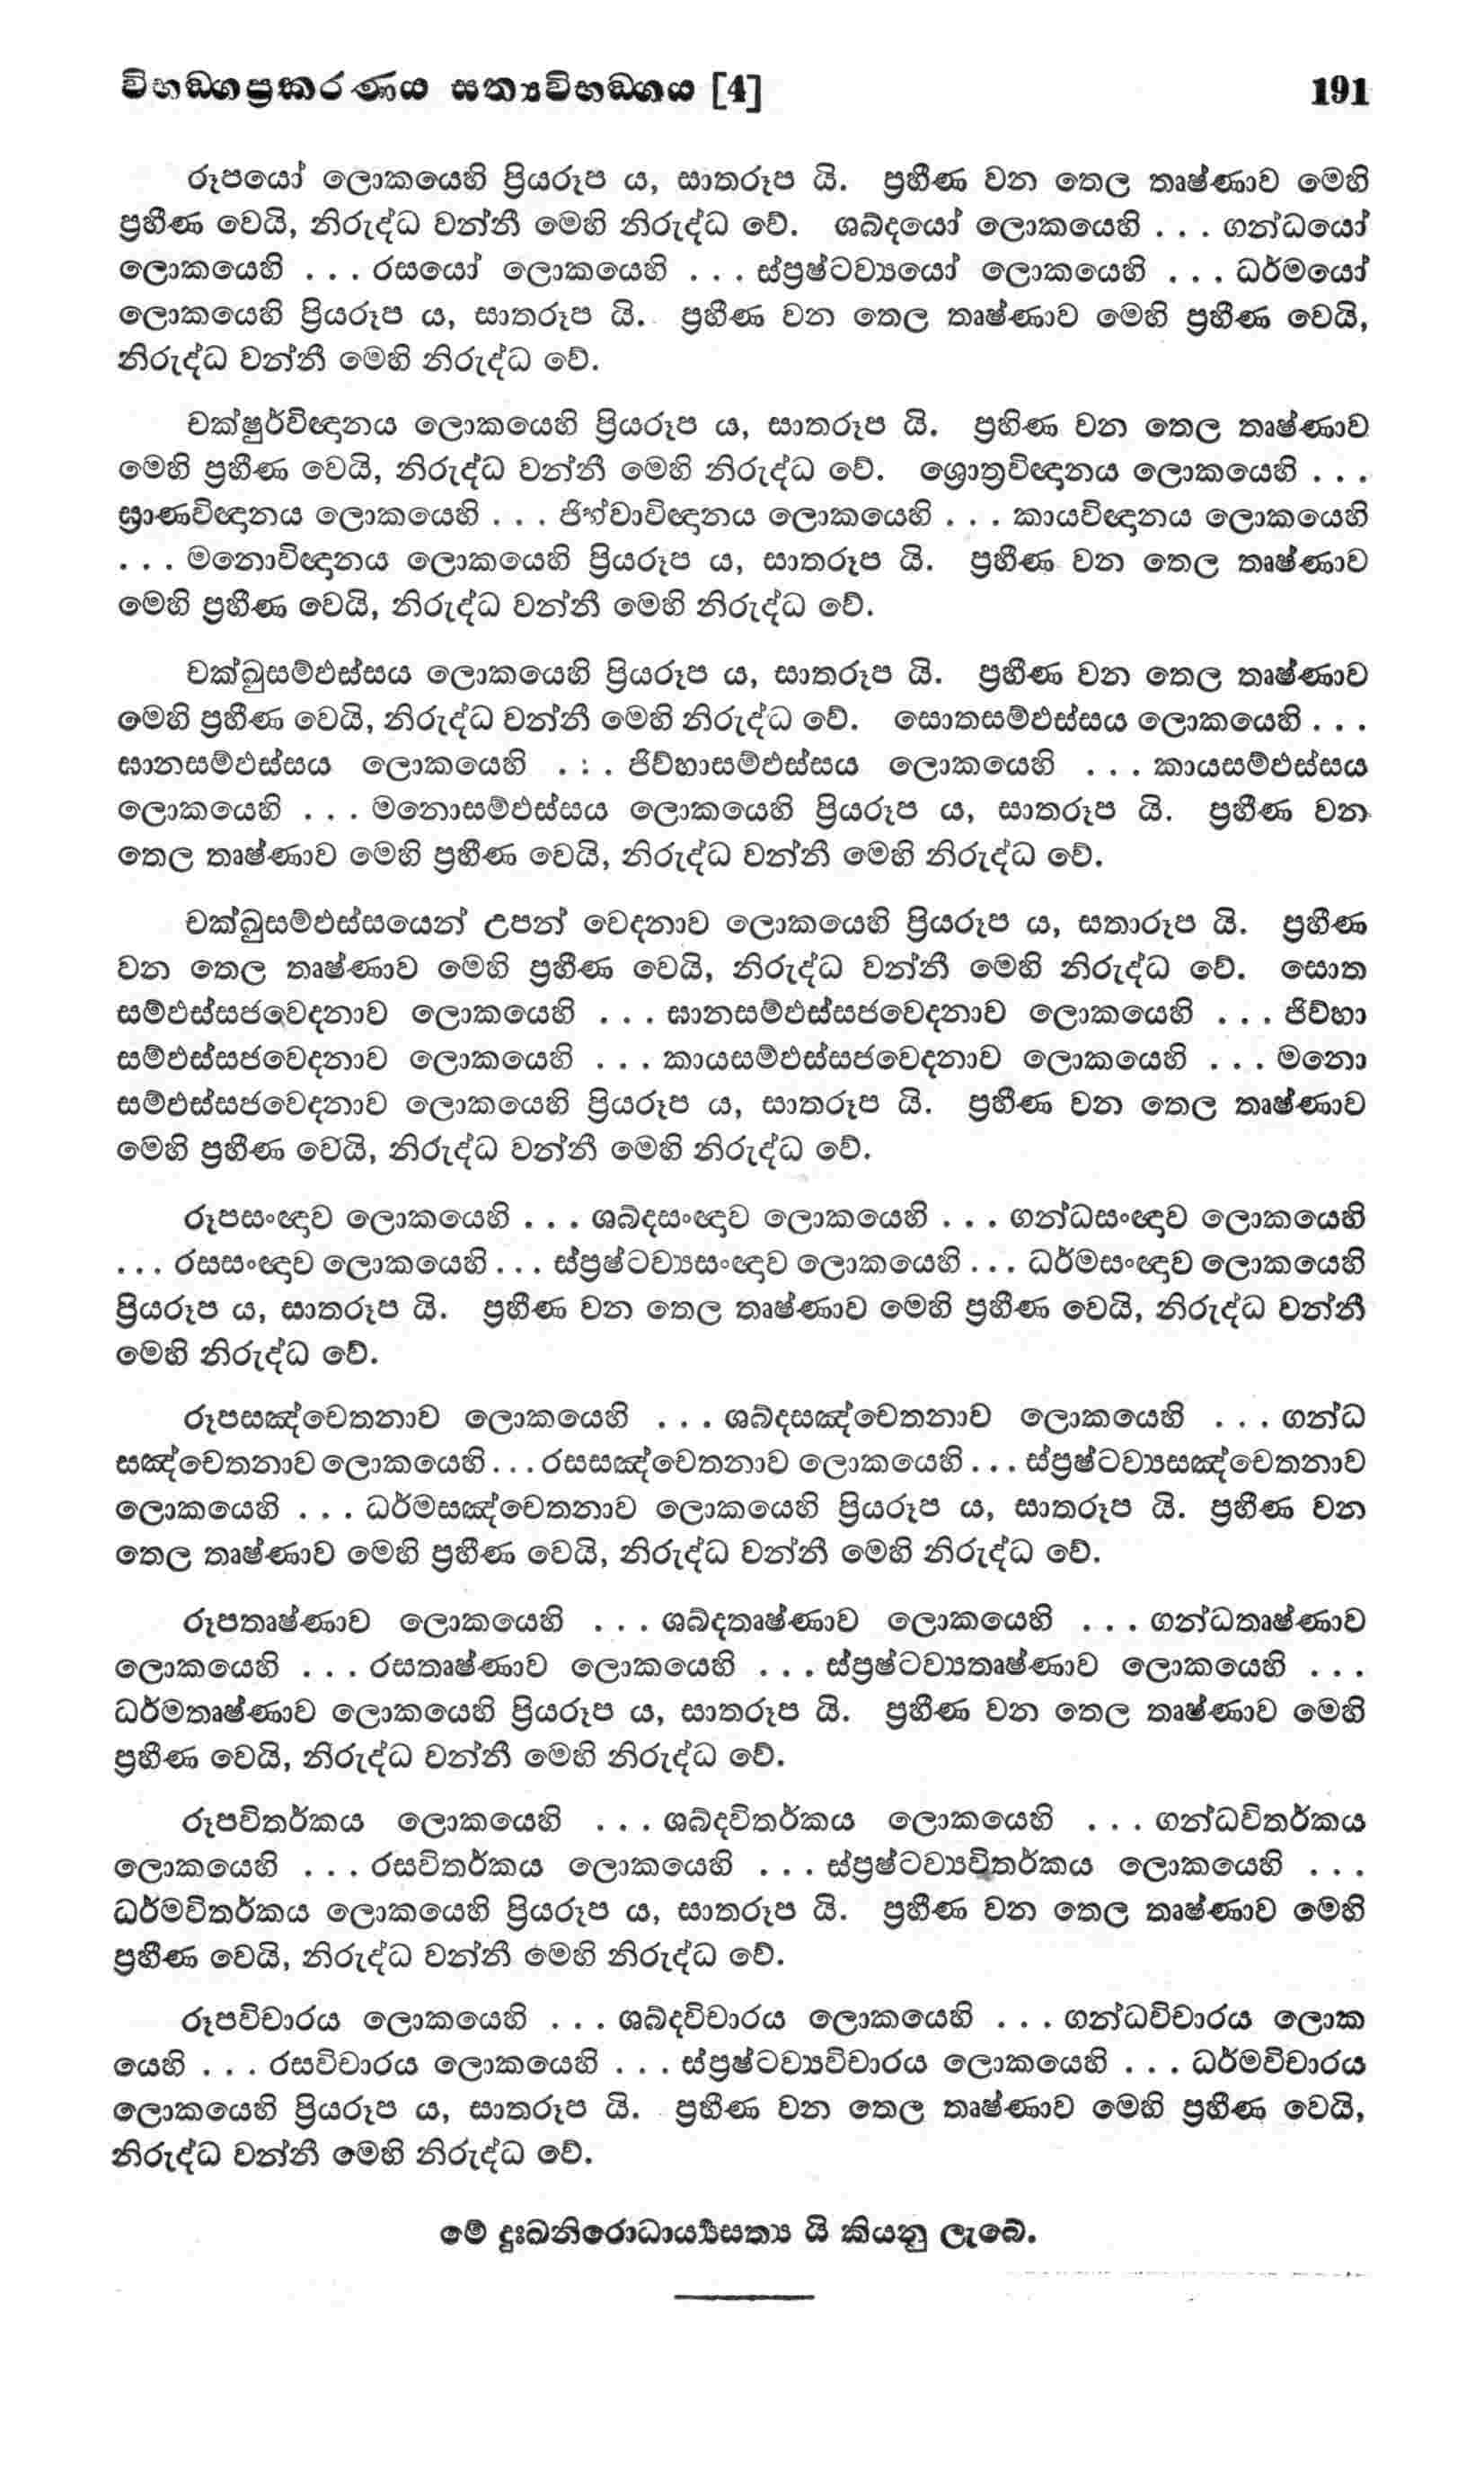 විභඞ්ගප්‍රකරණය සත්‍යවිභඞ්ගය [4] 191
රූපයෝ ලොකයෙහි ප්‍රියරූප ය, සාතරූප යි. ප්‍රහීණ වන තෙල තෘෂ්ණාව මෙහි
ප්‍රහීණ වෙයි, නිරුද්ධ වන්නී මෙහි නිරුද්ධ වේ. ශබ්දයෝ ලොකයෙහි . . . ගන්ධයෝ
ලොකයෙහි . . . රසයෝ ලොකයෙහි . . . ස්ප්‍රෂ්ටව්‍යයෝ ලොකයෙහි . . . ධර්මයෝ
ලොකයෙහි ප්‍රියරූප ය, සාතරූප යි. ප්‍රහීණ වන තෙල තෘෂ්ණාව මෙහි ප්‍රහීණ වෙයි,
නිරුද්ධ වන්නී මෙහි නිරුද්ධ වේ.
චක්ෂුර්විඥානය ලොකයෙහි ප්‍රියරූප ය, සාතරූප යි. ප්‍රහිණ වන තෙල තෘෂ්ණාව
මෙහි ප්‍රහීණ වෙයි, නිරුද්ධ වන්නී මෙහි නිරුද්ධ වේ. ශ්‍රොත්‍රවිඥානය ලොකයෙහි . . .
ඝ්‍රාණවිඥානය ලොකයෙහි . . . ජිහ්වාවිඥානය ලොකයෙහි . . . කායවිඥානය ලොකයෙහි
. . . මනොවිඥානය ලොකයෙහි ප්‍රියරූප ය, සාතරූප යි. ප්‍රහීණ වන තෙල තෘෂ්ණාව
මෙහි ප්‍රහීණ වෙයි, නිරුද්ධ වන්නී මෙහි නිරුද්ධ වේ.
චක්ඛුසම්ඵස්සය ලොකයෙහි ප්‍රියරූප ය, සාතරූප යි. ප්‍රහීණ වන තෙල තෘෂ්ණාව
මෙහි ප්‍රහීණ වෙයි, නිරුද්ධ වන්නී මෙහි නිරුද්ධ වේ. සොතසම්ඵස්සය ලොකයෙහි . . .
ඝානසම්ඵස්සය ලොකයෙහි . : . ජිව්හාසම්ඵස්සය ලොකයෙහි . . . කායසම්ඵස්සය
ලොකයෙහි . . . මනොසම්ඵස්සය ලොකයෙහි ප්‍රියරූප ය, සාතරූප යි. ප්‍රහීණ වන
තෙල තෘෂ්ණාව මෙහි ප්‍රහීණ වෙයි, නිරුද්ධ වන්නී මෙහි නිරුද්ධ වේ.
චක්ඛුසම්ඵස්සයෙන් උපන් වෙදනාව ලොකයෙහි ප්‍රියරූප ය, සතාරූප යි. ප්‍රහීණ
වන තෙල තෘෂ්ණාව මෙහි ප්‍රහීණ වෙයි, නිරුද්ධ වන්නී මෙහි නිරුද්ධ වේ. සොත
සම්ඵස්සජවෙදනාව ලොකයෙහි . . . ඝානසම්ඵස්සජවෙදනාව ලොකයෙහි . . . ජිව්හා
සම්ඵස්සජවෙදනාව ලොකයෙහි . . . කායසම්ඵස්සජවෙදනාව ලොකයෙහි . . . මනො
සම්ඵස්සජවෙදනාව ලොකයෙහි ප්‍රියරූප ය, සාතරූප යි. ප්‍රහීණ වන තෙල තෘෂ්ණාව
මෙහි ප්‍රහීණ වෙයි, නිරුද්ධ වන්නී මෙහි නිරුද්ධ වේ.
රූපසංඥාව ලොකයෙහි . . . ශබ්දසංඥාව ලොකයෙහි . . . ගන්ධසංඥාව ලොකයෙහි
. . . රසසංඥාව ලොකයෙහි . . . ස්ප්‍රෂ්ටව්‍යසංඥාව ලොකයෙහි . . . ධර්මසංඥාව ලොකයෙහි
ප්‍රියරූප ය, සාතරූප යි. ප්‍රහීණ වන තෙල තෘෂ්ණාව මෙහි ප්‍රහීණ වෙයි, නිරුද්ධ වන්නී
මෙහි නිරුද්ධ වේ.
රූපසඤ්චෙතනාව ලොකයෙහි . . . ශබ්දසඤ්චෙතනාව ලොකයෙහි . . . ගන්ධ
සඤ්චෙතනාව ලොකයෙහි . . . රසසඤ්චෙතනාව ලොකයෙහි . . . ස්ප්‍රෂ්ටව්‍යසඤ්චෙතනාව
ලොකයෙහි . . . ධර්මසඤ්චෙතනාව ලොකයෙහි ප්‍රියරූප ය, සාතරූප යි. ප්‍රහීණ වන
තෙල තෘෂ්ණාව මෙහි ප්‍රහීණ වෙයි, නිරුද්ධ වන්නී මෙහි නිරුද්ධ වේ.
රූපතෘෂ්ණාව ලොකයෙහි . . . ශබ්දතෘෂ්ණාව ලොකයෙහි . . . ගන්ධතෘෂ්ණාව
ලොකයෙහි . . . රසතෘෂ්ණාව ලොකයෙහි . . . ස්ප්‍රෂ්ටව්‍යතෘෂ්ණාව ලොකයෙහි . . .
ධර්මතෘෂ්ණාව ලොකයෙහි ප්‍රියරූප ය, සාතරූප යි. ප්‍රහීණ වන තෙල තෘෂ්ණාව මෙහි
ප්‍රහීණ වෙයි, නිරුද්ධ වන්නී මෙහි නිරුද්ධ වේ.
රූපවිතර්කය ලොකයෙහි . . . ශබ්දවිතර්කය ලොකයෙහි . . . ගන්ධවිතර්කය
ලොකයෙහි . . . රසවිතර්කය ලොකයෙහි . . . ස්ප්‍රෂ්ටව්‍යවිතර්කය ලොකයෙහි . . .
ධර්මවිතර්කය ලොකයෙහි ප්‍රියරූප ය, සාතරූප යි. ප්‍රහීණ වන තෙල තෘෂ්ණාව මෙහි
ප්‍රහීණ වෙයි, නිරුද්ධ වන්නී මෙහි නිරුද්ධ වේ.
රූපවිචාරය ලොකයෙහි . . . ශබ්දවිචාරය ලොකයෙහි . . . ගන්ධවිචාරය ලොක
යෙහි . . . රසවිචාරය ලොකයෙහි . . . ස්ප්‍රෂ්ටව්‍යවිචාරය ලොකයෙහි . . . ධර්මවිචාරය
ලොකයෙහි ප්‍රියරූප ය, සාතරූප යි. ප්‍රහීණ වන තෙල තෘෂ්ණාව මෙහි ප්‍රහීණ වෙයි,
නිරුද්ධ වන්නී මෙහි නිරුද්ධ වේ.
මේ දුඃඛනිරොධාර්‍ය්‍යසත්‍ය යි කියනු ලැබේ.